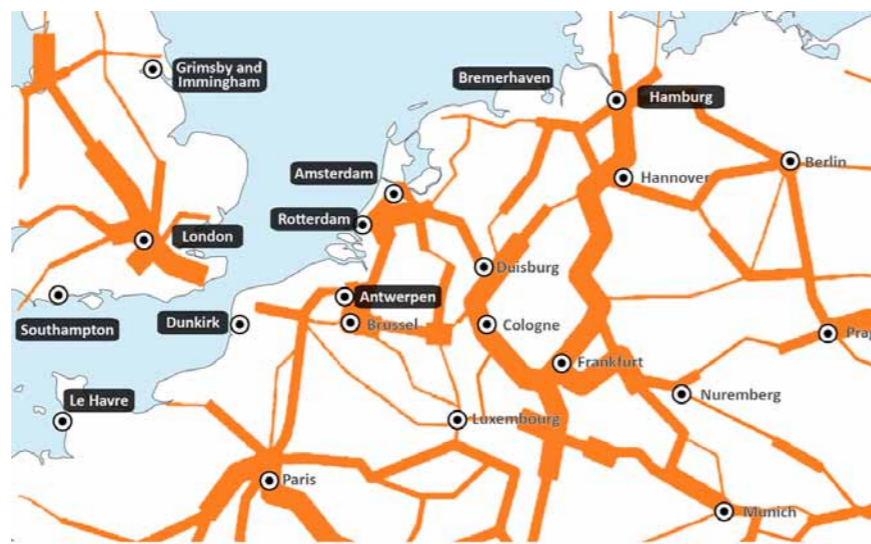 Grimsby and
Immingham
Bremerhaven
Hamburg
Berlin
Amsterdam
Hannover
Rotterdam
London
Duisburg
Antwerpen
Southampton
Dunkirk
Brussel
Cologne
Prag
Frankfurt
Le Havre
Nuremberg
Luxembourg
Paris
Munich